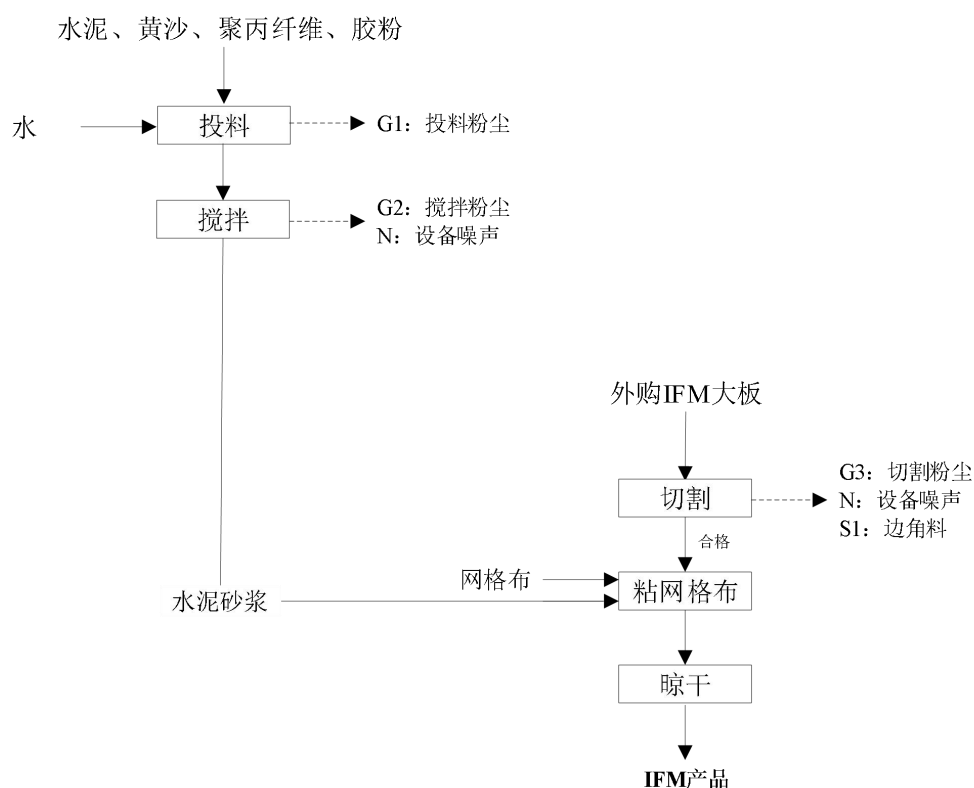 水泥、黄沙、聚丙纤维、胶粉
水
投料
G1：投料粉尘
搅拌
G2：搅拌粉尘
N：设备噪声
外购IFM大板
切割
G3：切割粉尘
N：设备噪声
S1：边角料
合格
网格布
水泥砂浆
粘网格布
晾干
IFM产品